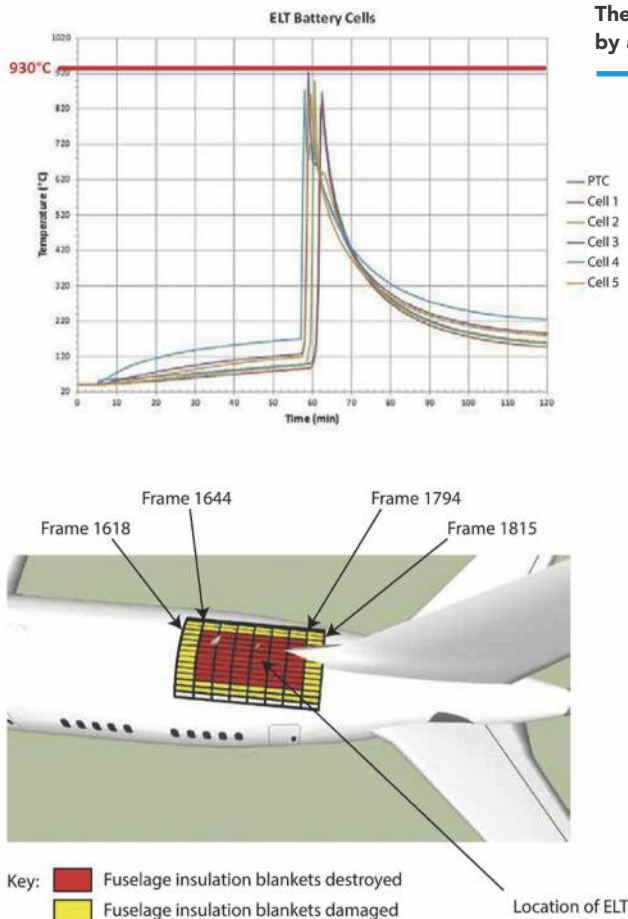 ELT Battery Cells
The
by a
930°C
1020
920
820
720
620
520
420
320
220
120
20
Temperature (°C)
0 10 20 30 40 50 60 70 80 90 100 110 120
Time (min)
PTC
Cell 1
Cell 2
Cell 3
Cell 4
Cell 5
Frame 1644
Frame 1794
Frame 1618
Frame 1815
Key:
Fuselage insulation blankets destroyed
Fuselage insulation blankets damaged
Location of ELT